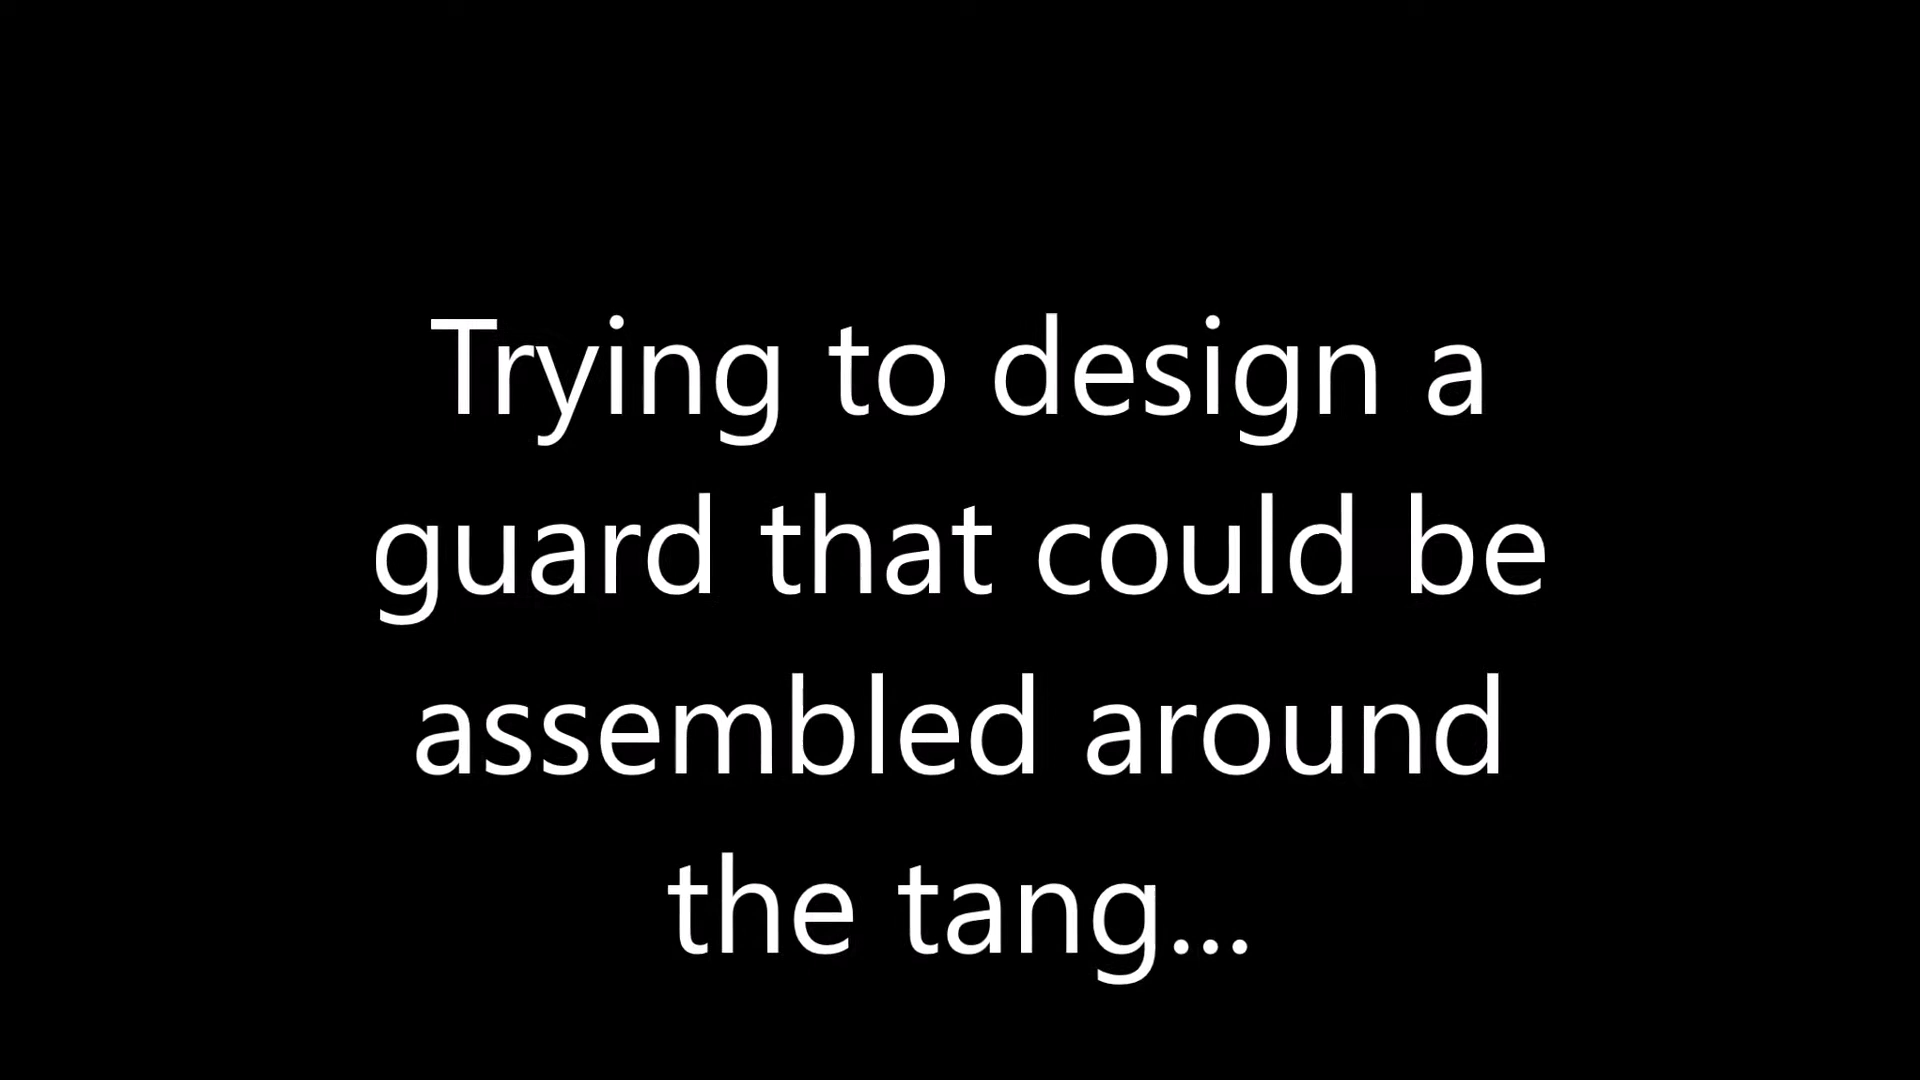 Trying to design a
guard that could be
assembled around
the tang...